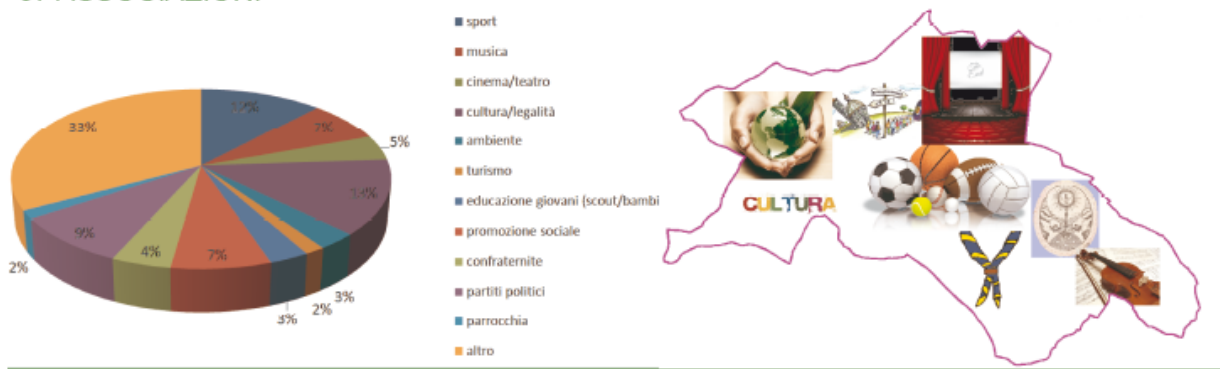 sport
musica
cinema/teatro
cultura/legalità
ambiente
turismo
educazione giovani (scout/bambi
promozione sociale
confraternite
partiti politici
parrocchia
altro
33%
7%
5%
13%
9%
4%
7%
3%
2%
3%
2%
CULTURA